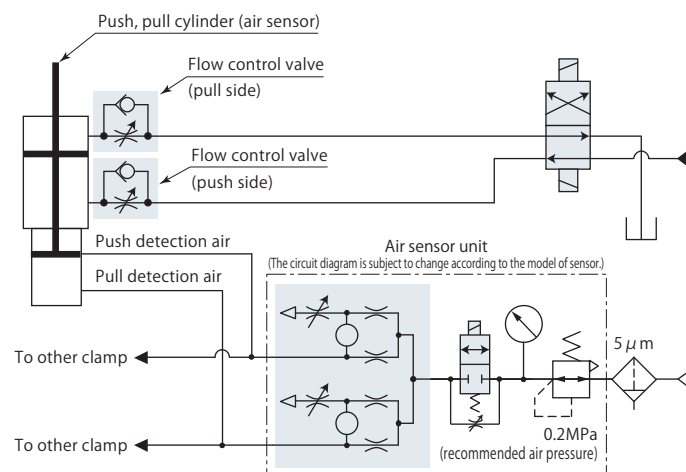 Push, pull cylinder (air sensor)
Flow control valve
(pull side)
Flow control valve
(push side)
Push detection air
Pull detection air
Air sensor unit
(The circuit diagram is subject to change according to the model of sensor.)
To other clamp
5 μm
0.2MPa
(recommended air pressure)
To other clamp